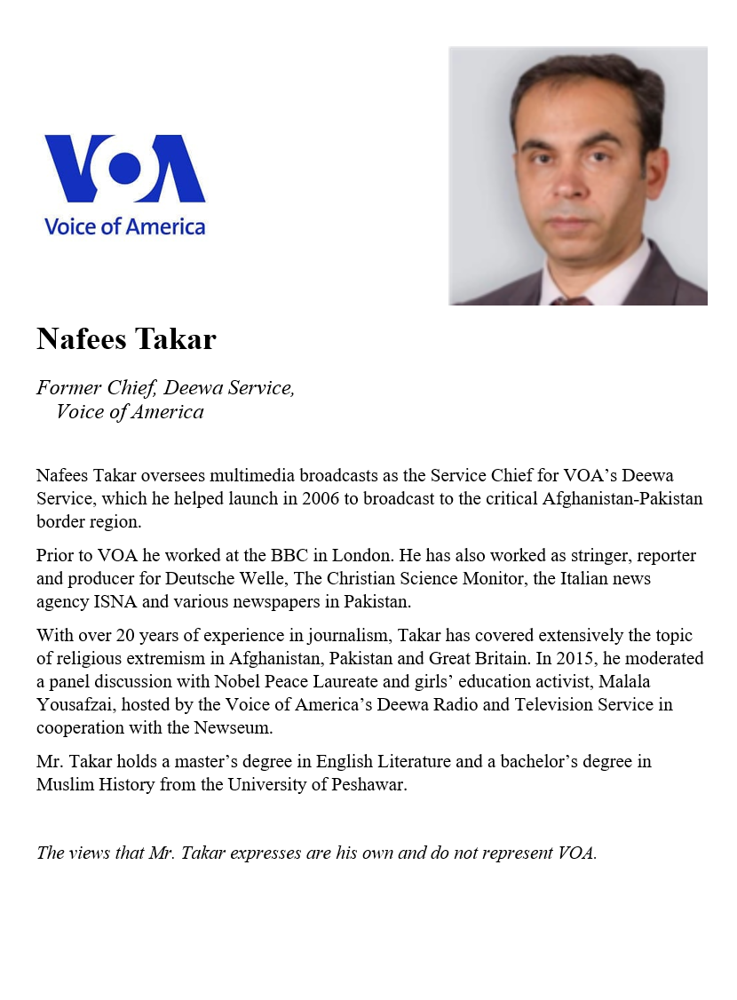 VOA
Voice of America
Nafees Takar
Former Chief, Deewa Service,
Voice of America
Nafees Takar oversees multimedia broadcasts as the Service Chief for VOA’s Deewa
Service, which he helped launch in 2006 to broadcast to the critical Afghanistan-Pakistan
border region.
Prior to VOA he worked at the BBC in London. He has also worked as stringer, reporter
and producer for Deutsche Welle, The Christian Science Monitor, the Italian news
agency ISNA and various newspapers in Pakistan.
With over 20 years of experience in journalism, Takar has covered extensively the topic
of religious extremism in Afghanistan, Pakistan and Great Britain. In 2015, he moderated
a panel discussion with Nobel Peace Laureate and girls’ education activist, Malala
Yousafzai, hosted by the Voice of America’s Deewa Radio and Television Service in
cooperation with the Newseum.
Mr. Takar holds a master’s degree in English Literature and a bachelor’s degree in
Muslim History from the University of Peshawar.
The views that Mr. Takar expresses are his own and do not represent VOA.